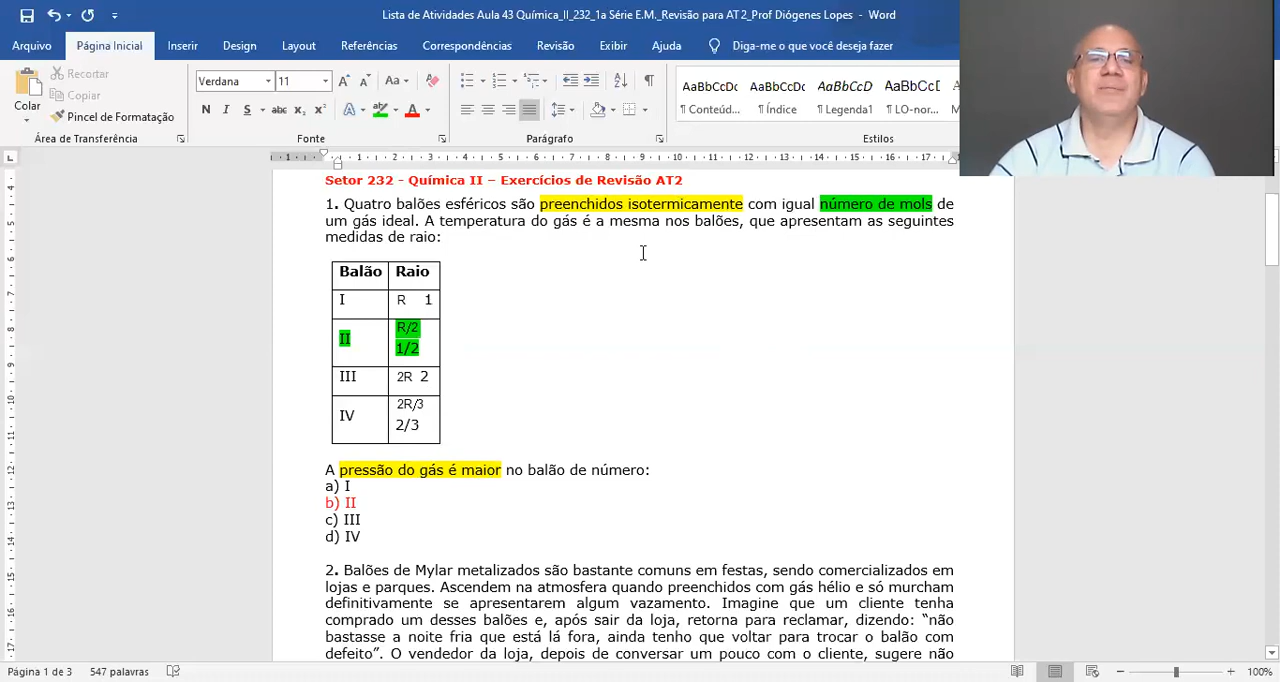 Lista de Atividades Aula 43 Química_II_232_1a Série E.M._Revisão para AT2_Prof Diógenes Lopes - Word
Arquivo Página Inicial Inserir Design Layout Referências Correspondências Revisão Exibir Ajuda Diga-me o que você deseja fazer
Colar
Recortar
Copiar
Pincel de Formatação
Área de Transferência
Verdana 11
N I S abc x₂ x²
Fonte
Parágrafo
AaBbCcDc AaBbCcDc AaBbCcD AaBbCcD
¶ Conteúd... ¶ Índice ¶ Legenda1 ¶ LO-nor...
Estilos
Setor 232 - Química II – Exercícios de Revisão AT2
1. Quatro balões esféricos são preenchidos isotermicamente com igual número de mols de
um gás ideal. A temperatura do gás é a mesma nos balões, que apresentam as seguintes
medidas de raio:
Balão Raio
I R 1
II R/2
1/2
III 2R 2
IV 2R/3
2/3
A pressão do gás é maior no balão de número:
a) I
b) II
c) III
d) IV
2. Balões de Mylar metalizados são bastante comuns em festas, sendo comercializados em
lojas e parques. Ascendem na atmosfera quando preenchidos com gás hélio e só murcham
definitivamente se apresentarem algum vazamento. Imagine que um cliente tenha
comprado um desses balões e, após sair da loja, retorna para reclamar, dizendo: “não
bastasse a noite fria que está lá fora, ainda tenho que voltar para trocar o balão com
defeito”. O vendedor da loja, depois de conversar um pouco com o cliente, sugere não
Página 1 de 3 547 palavras 100%